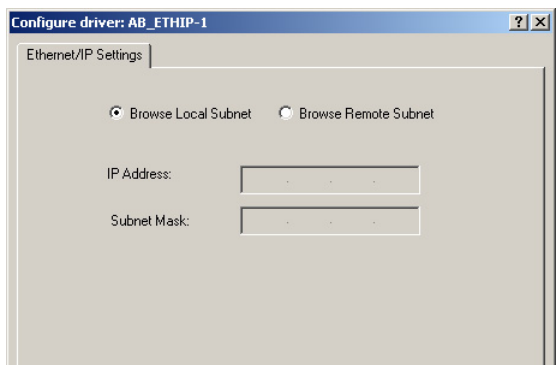 Configure driver: AB_ETHIP-1
Ethernet/IP Settings
Browse Local Subnet Browse Remote Subnet
IP Address:
Subnet Mask: